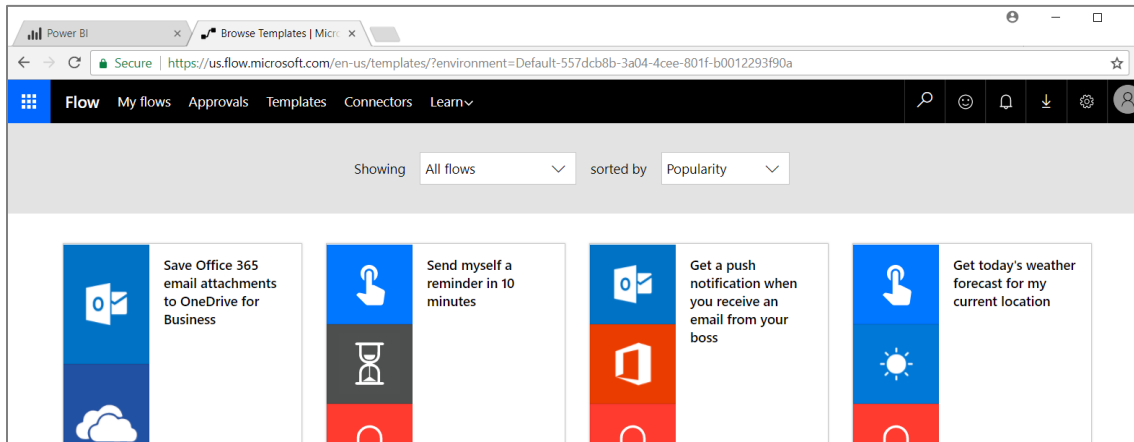 Power BI
Browse Templates | Micr
Secure | https://us.flow.microsoft.com/en-us/templates/?environment=Default-557dcb8b-3a04-4cee-801f-b0012293f90a
Flow My flows Approvals Templates Connectors Learn
Showing All flows sorted by Popularity
Save Office 365
email attachments
to OneDrive for
Business
Send myself a
reminder in 10
minutes
Get a push
notification when
you receive an
email from your
boss
Get today's weather
forecast for my
current location